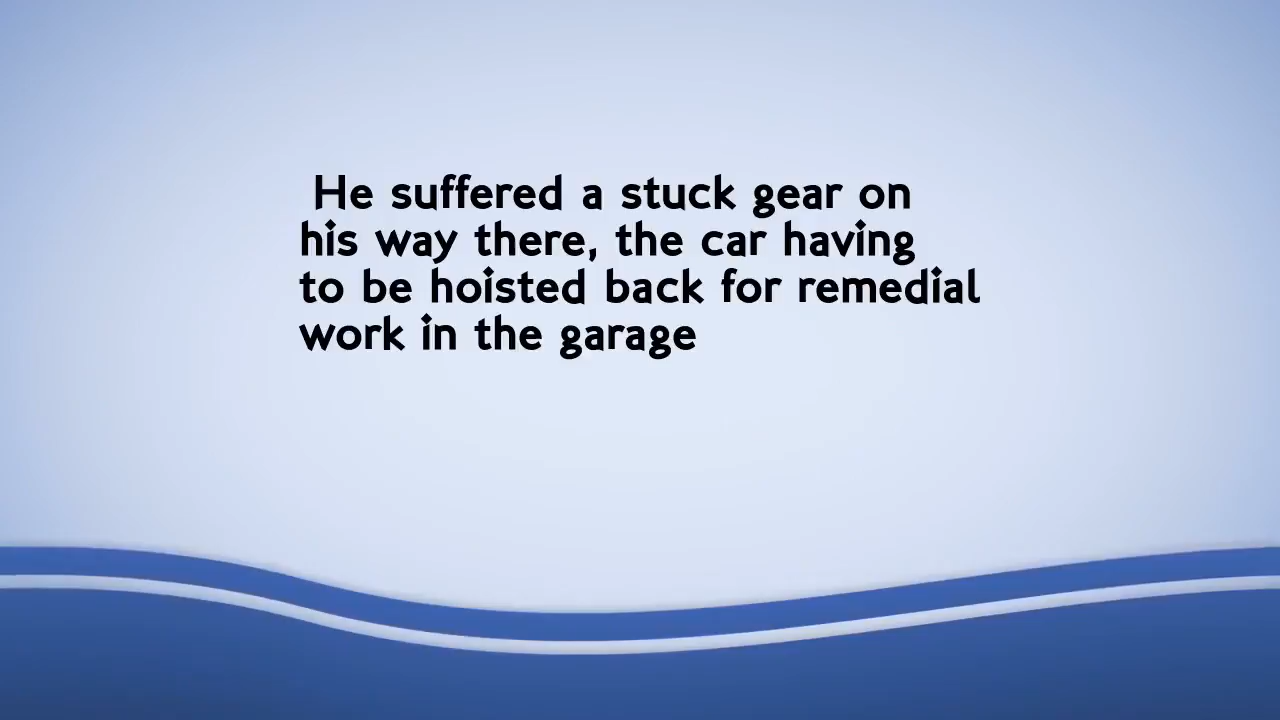 He suffered a stuck gear on
his way there, the car having
to be hoisted back for remedial
work in the garage